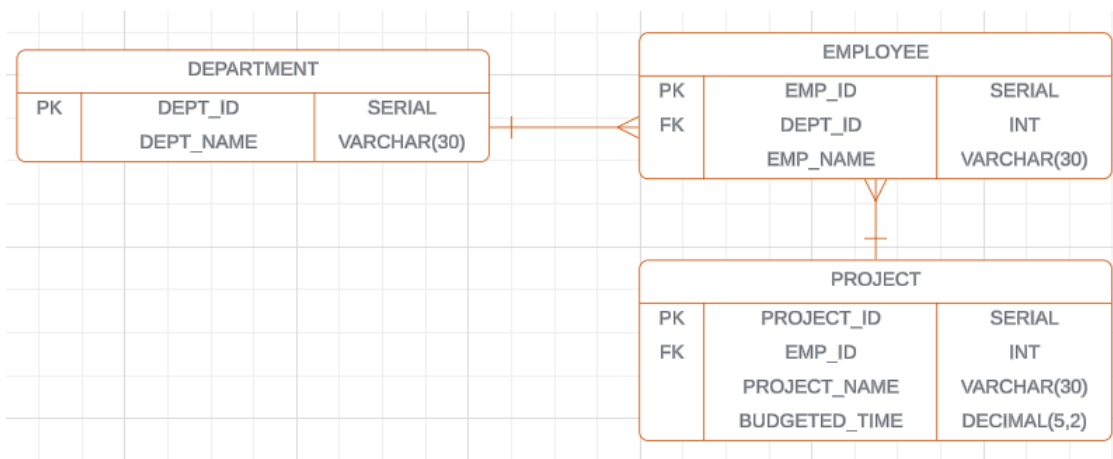 DEPARTMENT
PK DEPT_ID SERIAL
DEPT_NAME VARCHAR(30)
EMPLOYEE
PK EMP_ID SERIAL
FK DEPT_ID INT
EMP_NAME VARCHAR(30)
PROJECT
PK PROJECT_ID SERIAL
FK EMP_ID INT
PROJECT_NAME VARCHAR(30)
BUDGETED_TIME DECIMAL(5,2)